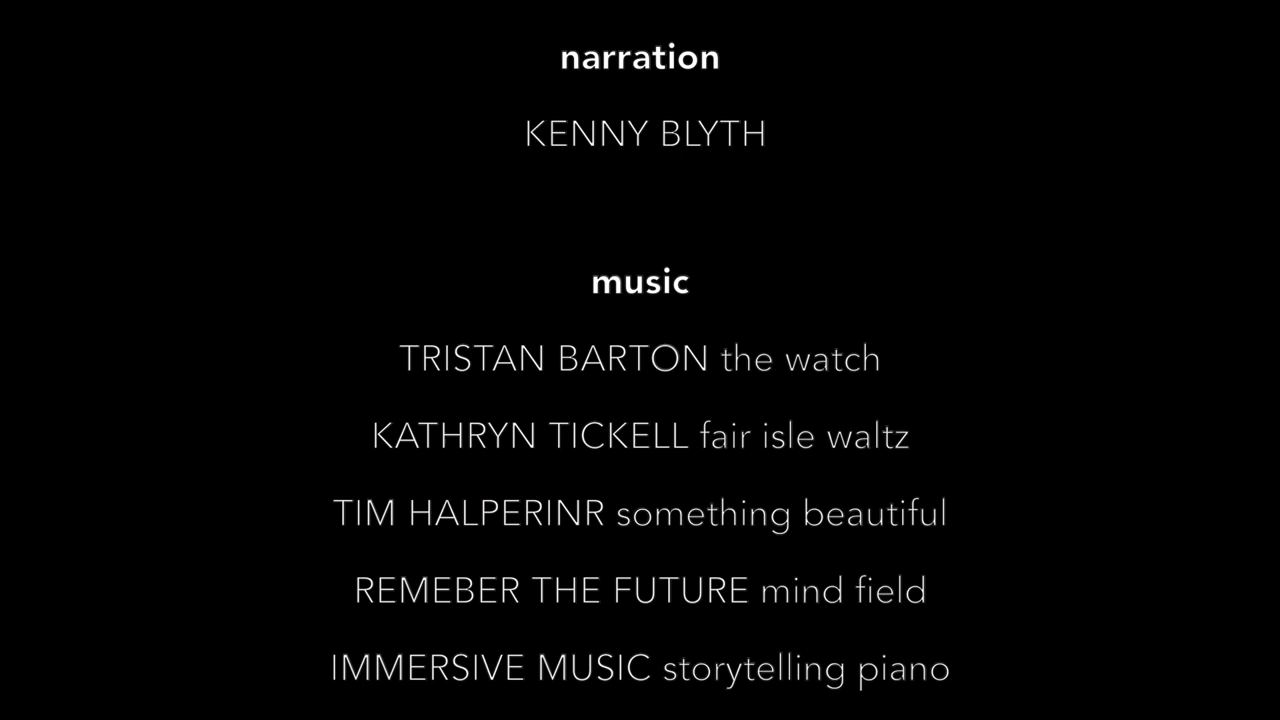 narration
KENNY BLYTH
music
TRISTAN BARTON the watch
KATHRYN TICKELL fair isle waltz
TIM HALPERINR something beautiful
REMEBER THE FUTURE mind field
IMMERSIVE MUSIC storytelling piano